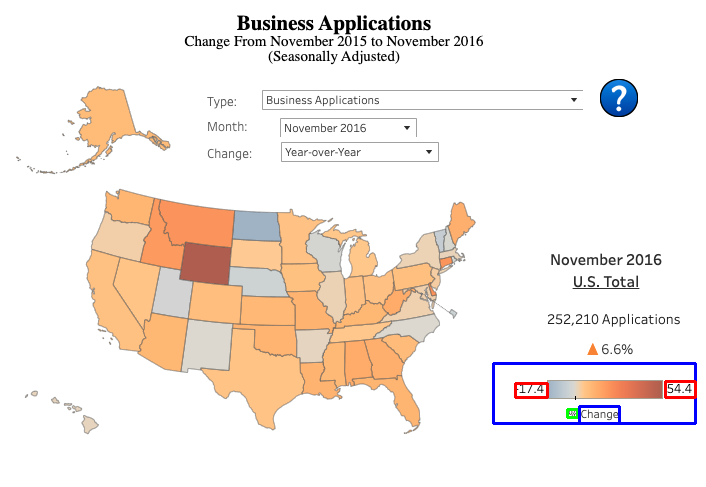 Business Applications
Change From November 2015 to November 2016
(Seasonally Adjusted)
Type: Business Applications
?
Month: November 2016
Change: Year-over-Year
November 2016
U.S. Total
252,210 Applications
▲ 6.6%
-17.4 54.4
% Change